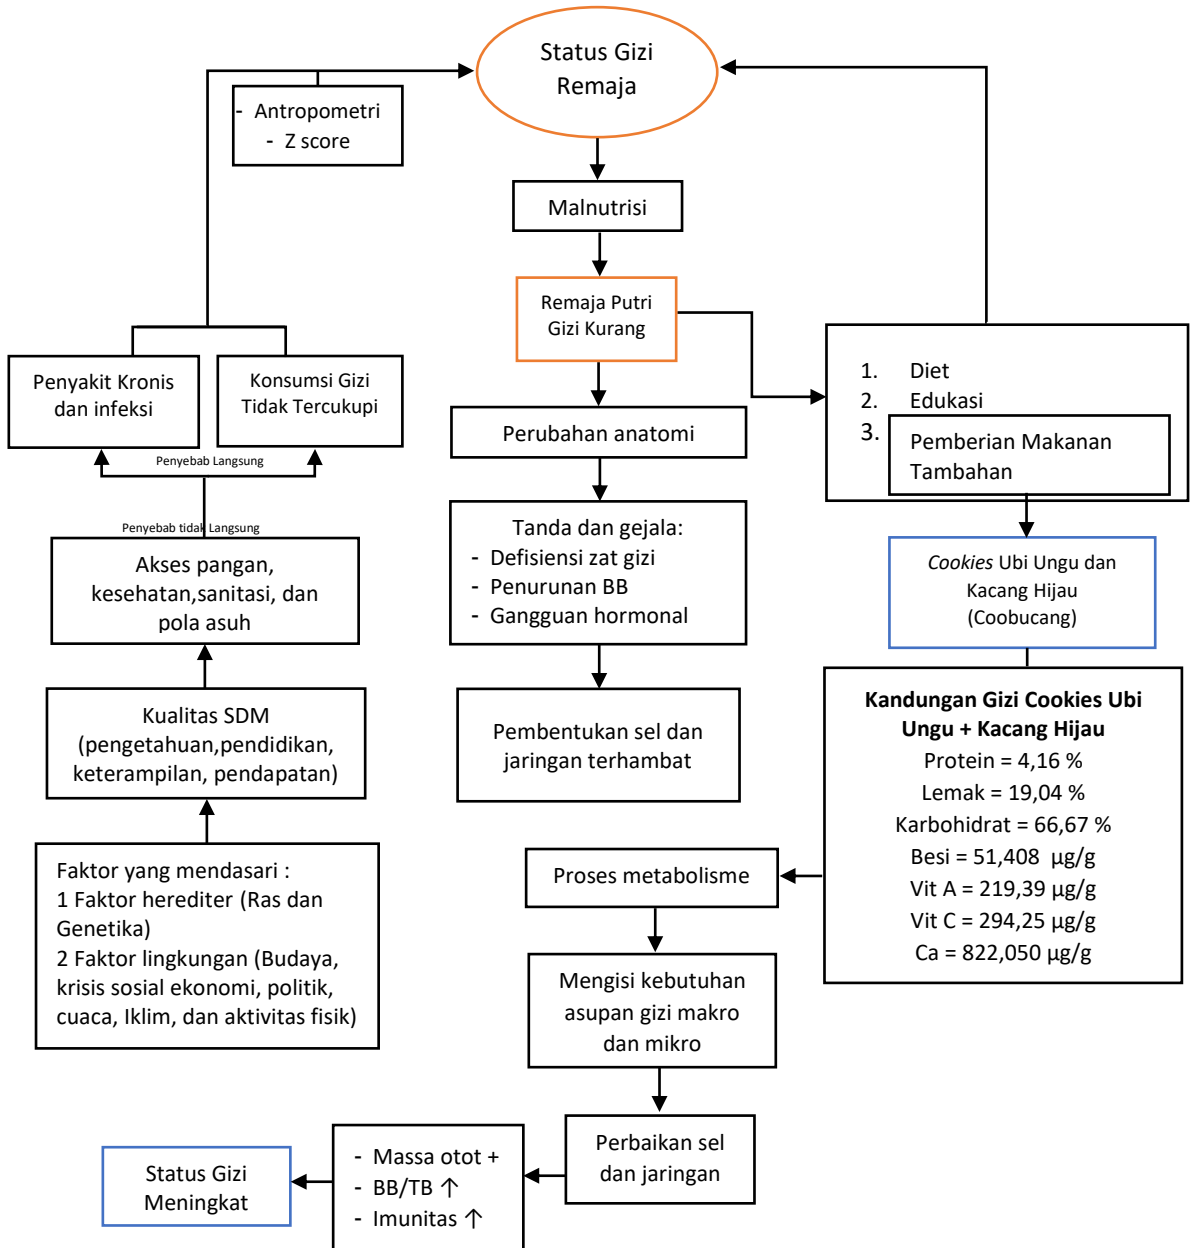 Status Gizi
Remaja
- Antropometri
- Z score
Malnutrisi
Remaja Putri
Gizi Kurang
Penyakit Kronis
dan infeksi
Konsumsi Gizi
Tidak Tercukupi
1. Diet
2. Edukasi
3. Pemberian Makanan
Tambahan
Perubahan anatomi
Penyebab Langsung
Penyebab tidak Langsung
Tanda dan gejala:
- Defisiensi zat gizi
- Penurunan BB
- Gangguan hormonal
Akses pangan,
kesehatan,sanitasi, dan
pola asuh
Cookies Ubi Ungu dan
Kacang Hijau
(Coobucang)
Kualitas SDM
(pengetahuan,pendidikan,
keterampilan, pendapatan)
Pembentukan sel dan
jaringan terhambat
Kandungan Gizi Cookies Ubi
Ungu + Kacang Hijau
Protein = 4,16 %
Lemak = 19,04 %
Karbohidrat = 66,67 %
Besi = 51,408 µg/g
Vit A = 219,39 µg/g
Vit C = 294,25 µg/g
Ca = 822,050 µg/g
Faktor yang mendasari :
1 Faktor herediter (Ras dan
Genetika)
2 Faktor lingkungan (Budaya,
krisis sosial ekonomi, politik,
cuaca, Iklim, dan aktivitas fisik)
Proses metabolisme
Mengisi kebutuhan
asupan gizi makro
dan mikro
Perbaikan sel
dan jaringan
- Massa otot +
- BB/TB ↑
- Imunitas ↑
Status Gizi
Meningkat